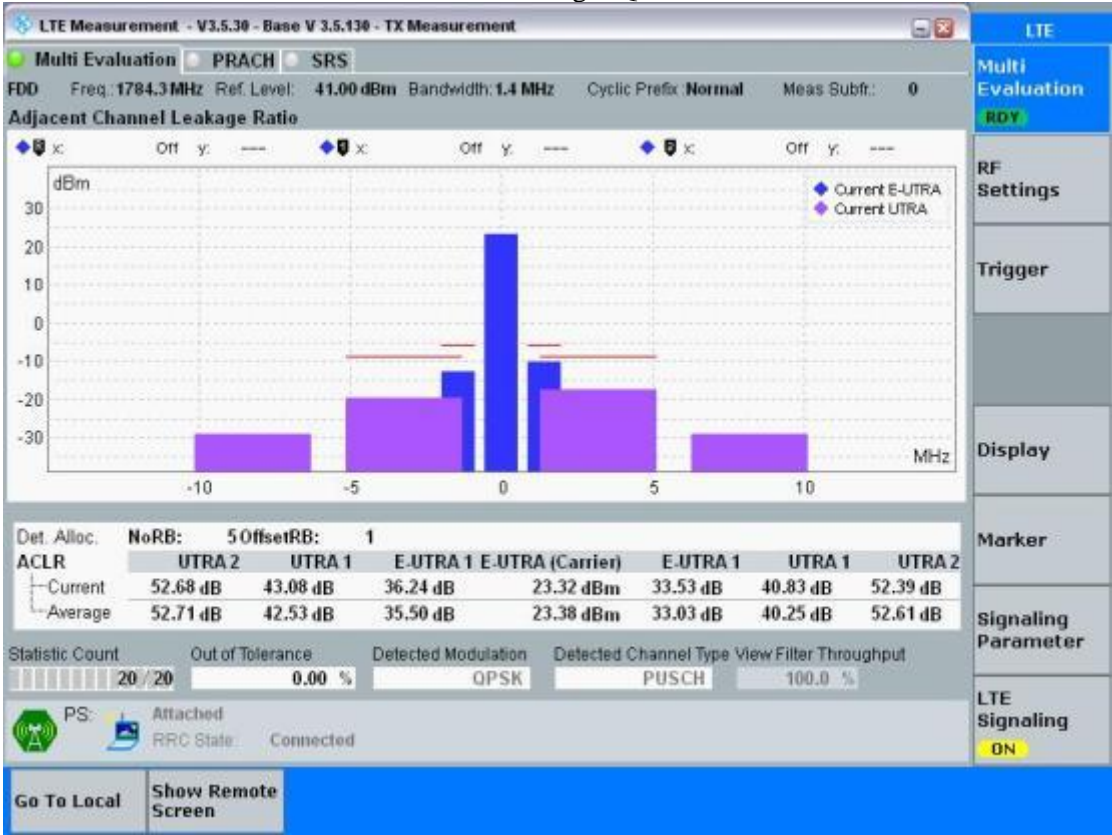 LTE Measurement - V3.5.30 - Base V 3.5.130 - TX Measurement
LTE
Multi Evaluation PRACH SRS
Multi
Evaluation
RDY
FDD Freq.: 1784.3 MHz Ref. Level: 41.00 dBm Bandwidth: 1.4 MHz Cyclic Prefix: Normal Meas Subfr.: 0
Adjacent Channel Leakage Ratio
x: Off y: --- x: Off y: --- x: Off y: ---
dBm
Current E-UTRA
Current UTRA
30
20
10
0
-10
-20
-30
MHz
-10 -5 0 5 10
RF
Settings
Trigger
Display
Marker
Signaling
Parameter
LTE
Signaling
ON
Det. Alloc. NoRB: 5 OffsetRB: 1
ACLR UTRA 2 UTRA 1 E-UTRA 1 E-UTRA (Carrier) E-UTRA 1 UTRA 1 UTRA 2
Current 52.68 dB 43.08 dB 36.24 dB 23.32 dBm 33.53 dB 40.83 dB 52.39 dB
Average 52.71 dB 42.53 dB 35.50 dB 23.38 dBm 33.03 dB 40.25 dB 52.61 dB
Statistic Count Out of Tolerance Detected Modulation Detected Channel Type View Filter Throughput
20 / 20 0.00 % QPSK PUSCH 100.0 %
PS: Attached
RRC State: Connected
Go To Local
Show Remote
Screen